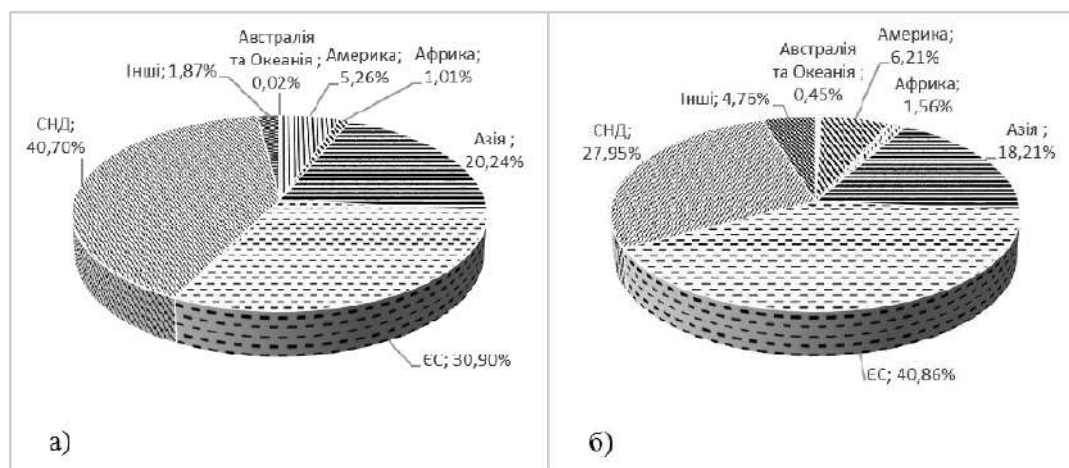 Австралія
та Океанія ;
0,02%
Америка;
5,26%
Африка;
1,01%
Інші; 1,87%
СНД;
40,70%
Азія ;
20,24%
ЄС; 30,90%
а)
Австралія
та Океанія ;
0,45%
Америка;
6,21%
Африка;
1,56%
Інші; 4,76%
СНД;
27,95%
Азія ;
18,21%
ЄС; 40,86%
б)